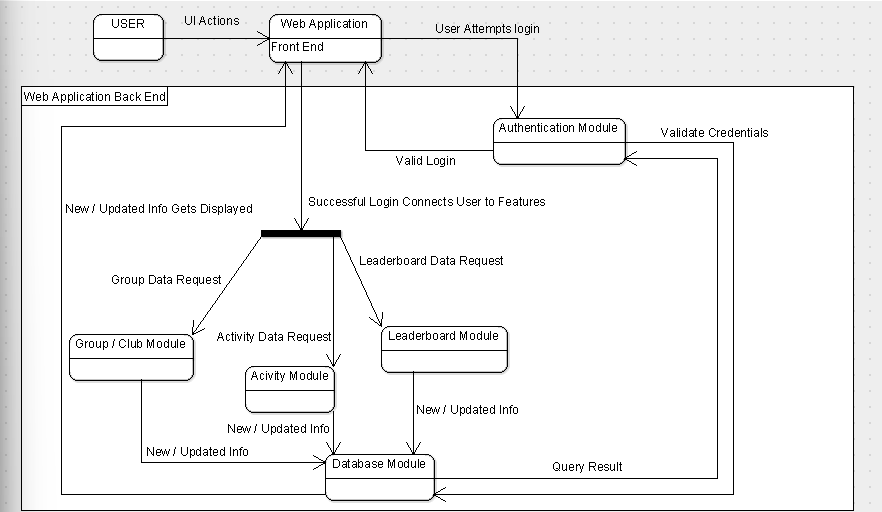 USER
UI Actions
Web Application
Front End
User Attempts login
Web Application Back End
Authentication Module
Validate Credentials
Valid Login
New / Updated Info Gets Displayed
Successful Login Connects User to Features
Group Data Request
Leaderboard Data Request
Activity Data Request
Group / Club Module
Leaderboard Module
Acivity Module
New / Updated Info
New / Updated Info
New / Updated Info
Database Module
Query Result